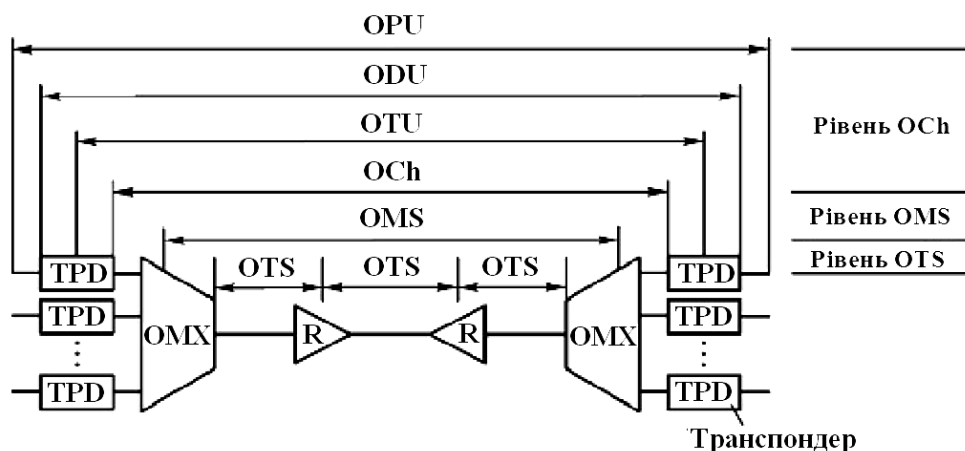 OPU
ODU
OTU
Рівень OCh
OCh
OMS
Рівень OMS
OTS OTS OTS
Рівень OTS
TPD TPD
TPD TPD
OMX R R OMX
TPD TPD
Транспондер